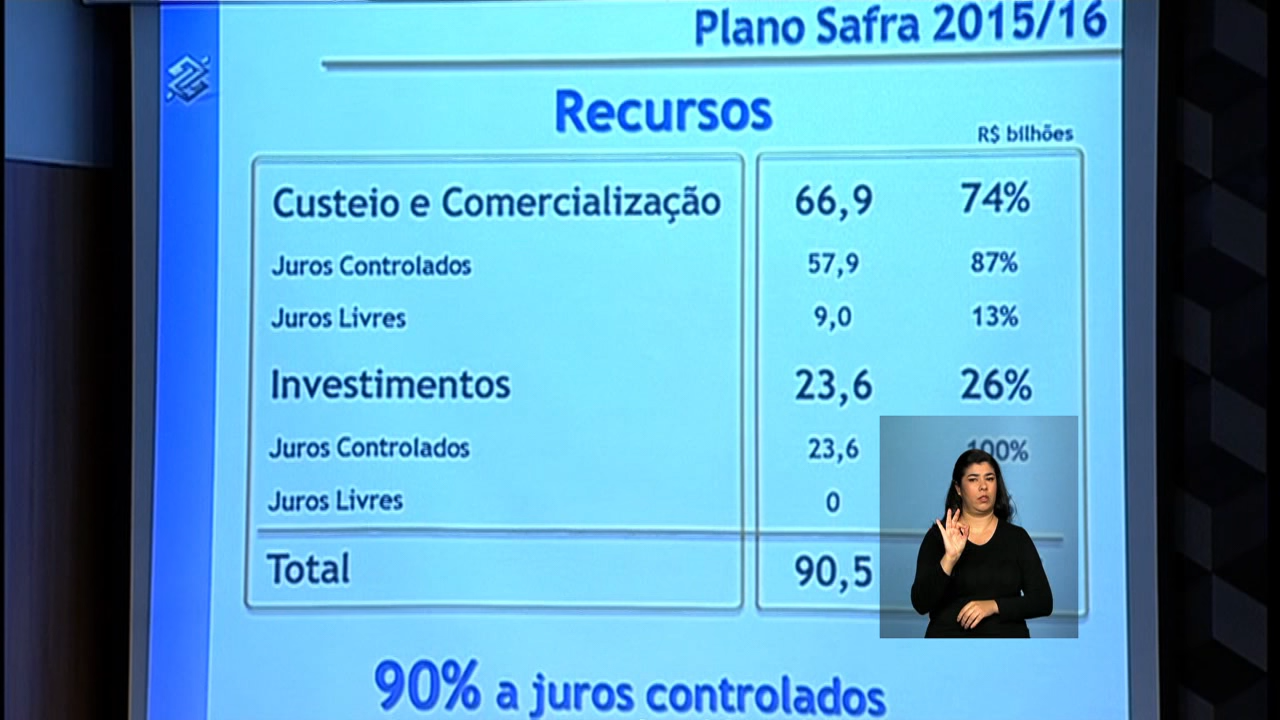 Plano Safra 2015/16
Recursos
R$ bilhões
Custeio e Comercialização 66,9 74%
Juros Controlados 57,9 87%
Juros Livres 9,0 13%
Investimentos 23,6 26%
Juros Controlados 23,6 100%
Juros Livres 0
Total 90,5
90% a juros controlados